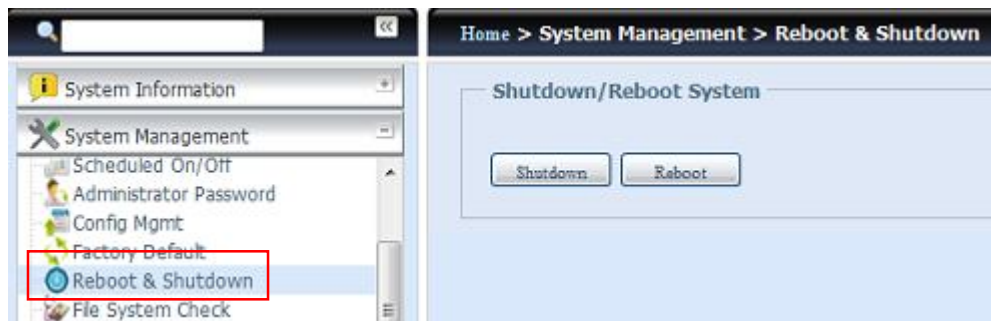 Home > System Management > Reboot & Shutdown
System Information
System Management
Scheduled On/Off
Administrator Password
Config Mgmt
Factory Default
Reboot & Shutdown
File System Check
Shutdown/Reboot System
Shutdown Reboot